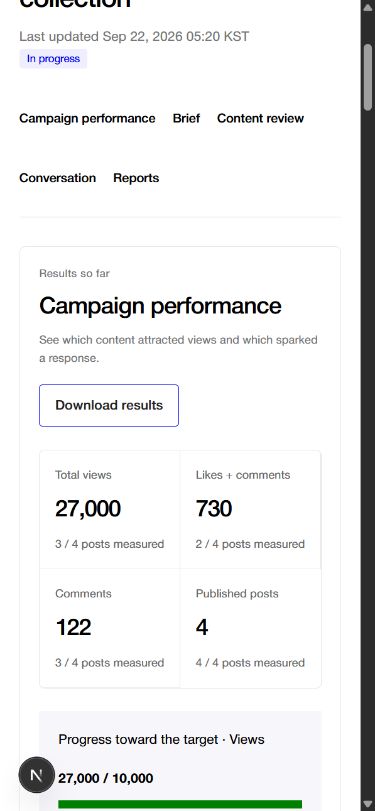 collection
Last updated Sep 22, 2026 05:20 KST
In progress
Campaign performance Brief Content review
Conversation Reports
Results so far
Campaign performance
See which content attracted views and which sparked
a response.
Download results
Total views
27,000
3 / 4 posts measured
Likes + comments
730
2 / 4 posts measured
Comments
122
3 / 4 posts measured
Published posts
4
4 / 4 posts measured
Progress toward the target · Views
N
27,000 / 10,000